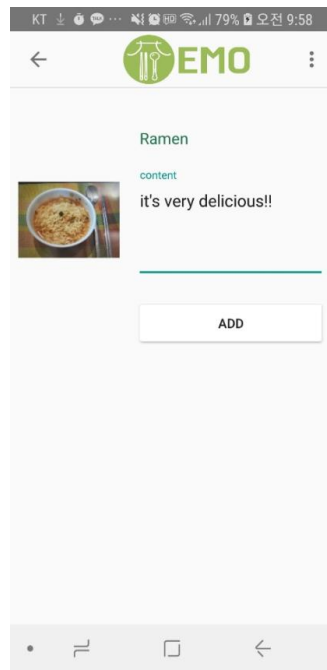 KT 79% 오전 9:58
EMO
Ramen
content
it's very delicious!!
ADD